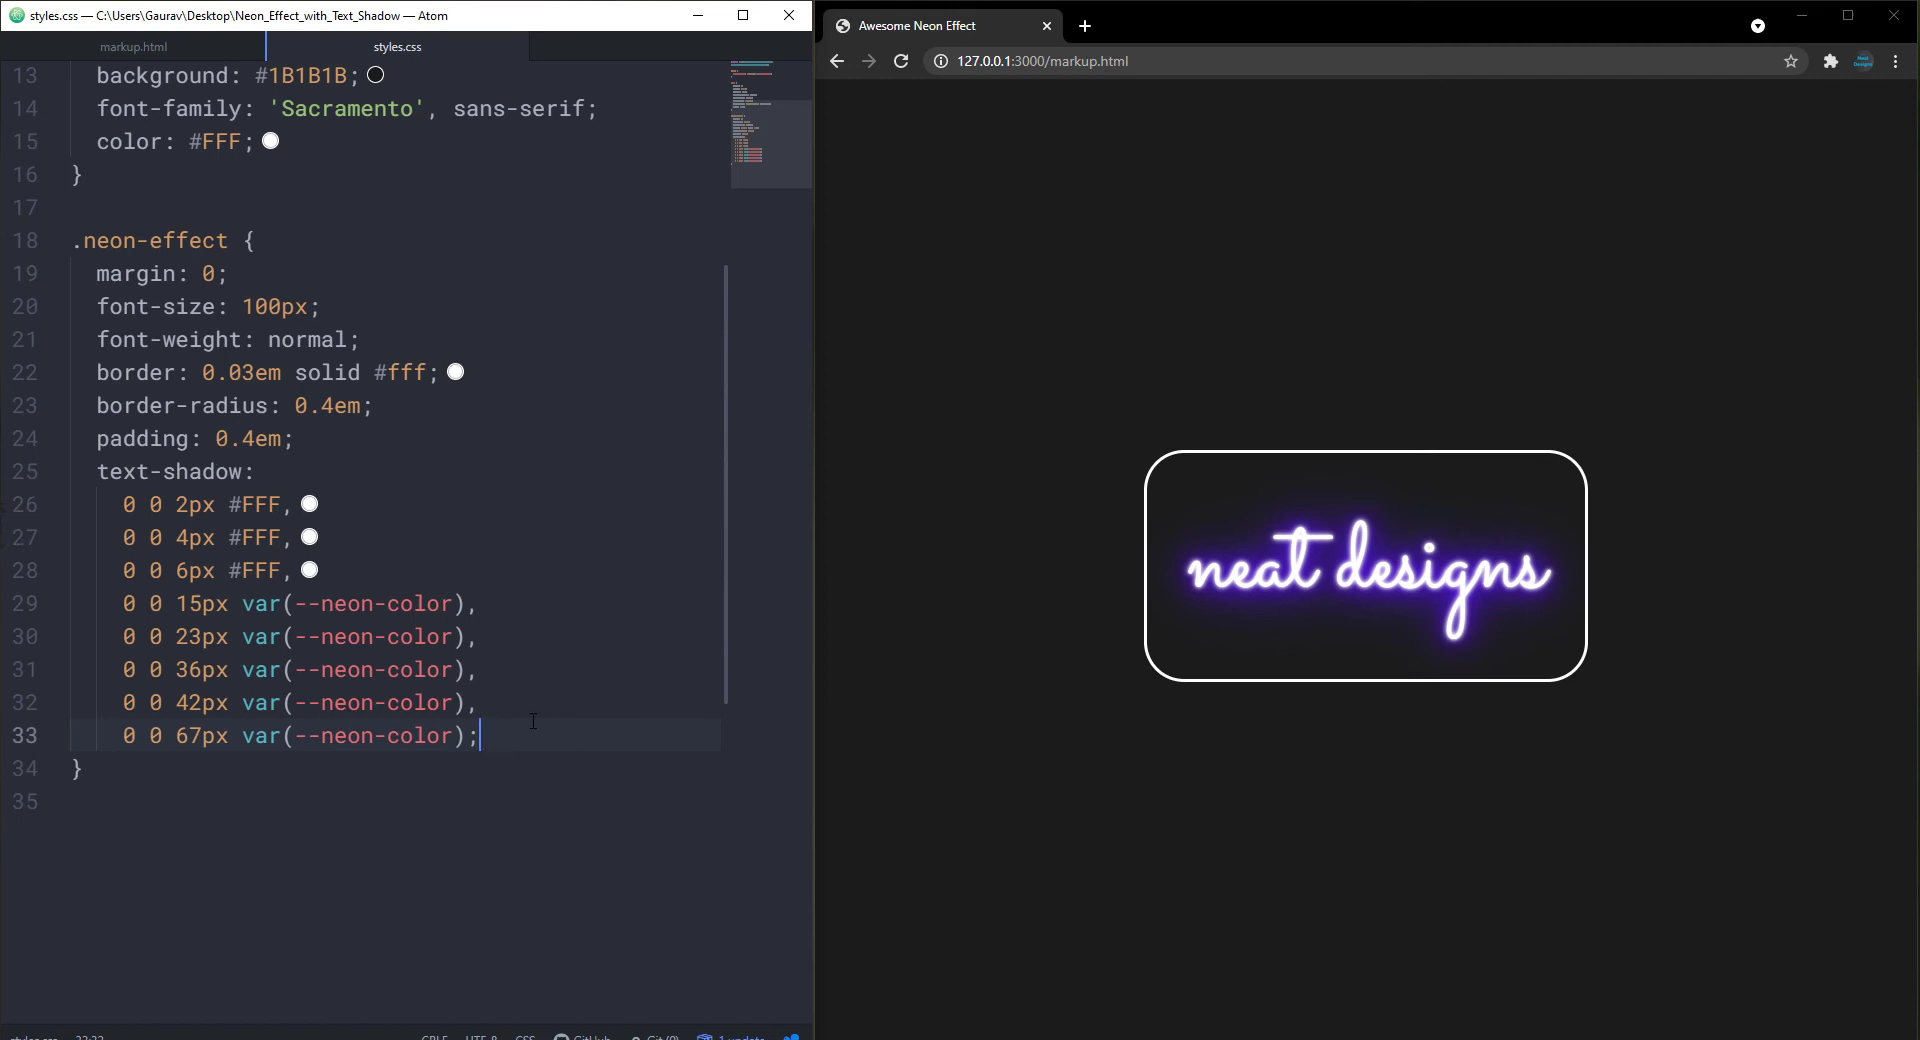 styles.css — C:\Users\Gaurav\Desktop\Neon_Effect_with_Text_Shadow — Atom
markup.html
styles.css
13 background: #1B1B1B;
14 font-family: 'Sacramento', sans-serif;
15 color: #FFF;
16 }
17
18 .neon-effect {
19 margin: 0;
20 font-size: 100px;
21 font-weight: normal;
22 border: 0.03em solid #fff;
23 border-radius: 0.4em;
24 padding: 0.4em;
25 text-shadow:
26 0 0 2px #FFF,
27 0 0 4px #FFF,
28 0 0 6px #FFF,
29 0 0 15px var(--neon-color),
30 0 0 23px var(--neon-color),
31 0 0 36px var(--neon-color),
32 0 0 42px var(--neon-color),
33 0 0 67px var(--neon-color);
34 }
35
Awesome Neon Effect
127.0.0.1:3000/markup.html
Neat Designs
neat designs